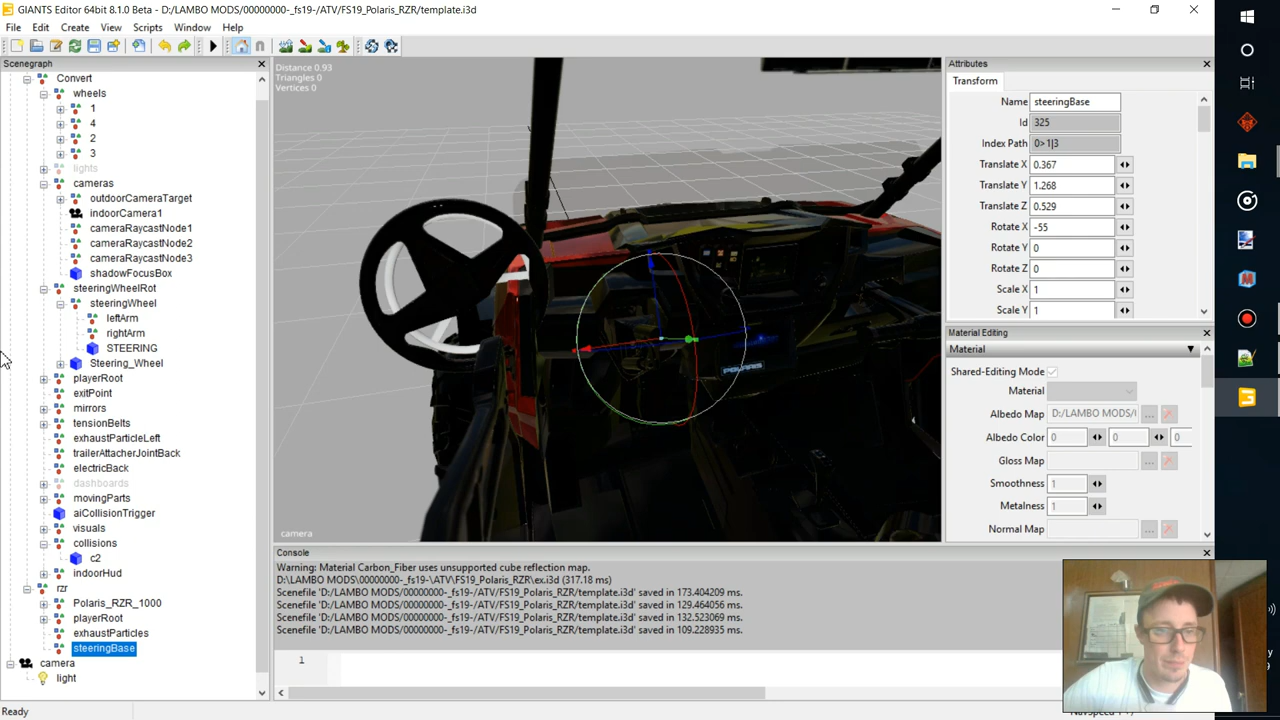 GIANTS Editor 64bit 8.1.0 Beta - D:/LAMBO MODS/00000000-_fs19-/ATV/FS19_Polaris_RZR/template.i3d
File Edit Create View Scripts Window Help
Scenegraph
Convert
wheels
1
4
2
3
lights
cameras
outdoorCameraTarget
indoorCamera1
cameraRaycastNode1
cameraRaycastNode2
cameraRaycastNode3
shadowFocusBox
steeringWheelRot
steeringWheel
leftArm
rightArm
STEERING
Steering_Wheel
playerRoot
exitPoint
mirrors
tensionBelts
exhaustParticleLeft
trailerAttacherJointBack
electricBack
dashboards
movingParts
aiCollisionTrigger
visuals
collisions
c2
indoorHud
rzr
Polaris_RZR_1000
playerRoot
exhaustParticles
steeringBase
camera
light
Ready
Distance 0.93
Triangles 0
Vertices 0
POLARIS
camera
Console
Warning: Material Carbon_Fiber uses unsupported cube reflection map.
D:\LAMBO MODS\00000000-_fs19-\ATV\FS19_Polaris_RZR\ex.i3d (317.18 ms)
Scenefile 'D:/LAMBO MODS/00000000-_fs19-/ATV/FS19_Polaris_RZR/template.i3d' saved in 173.404209 ms.
Scenefile 'D:/LAMBO MODS/00000000-_fs19-/ATV/FS19_Polaris_RZR/template.i3d' saved in 129.464056 ms.
Scenefile 'D:/LAMBO MODS/00000000-_fs19-/ATV/FS19_Polaris_RZR/template.i3d' saved in 132.523069 ms.
Scenefile 'D:/LAMBO MODS/00000000-_fs19-/ATV/FS19_Polaris_RZR/template.i3d' saved in 109.228935 ms.
1
Attributes
Transform
Name steeringBase
Id 325
Index Path 0>1|3
Translate X 0.367
Translate Y 1.268
Translate Z 0.529
Rotate X -55
Rotate Y 0
Rotate Z 0
Scale X 1
Scale Y 1
Material Editing
Material
Shared-Editing Mode
Material
Albedo Map D:/LAMBO MODS/I ...
Albedo Color 0 0 0
Gloss Map ...
Smoothness 1
Metalness 1
Normal Map ...